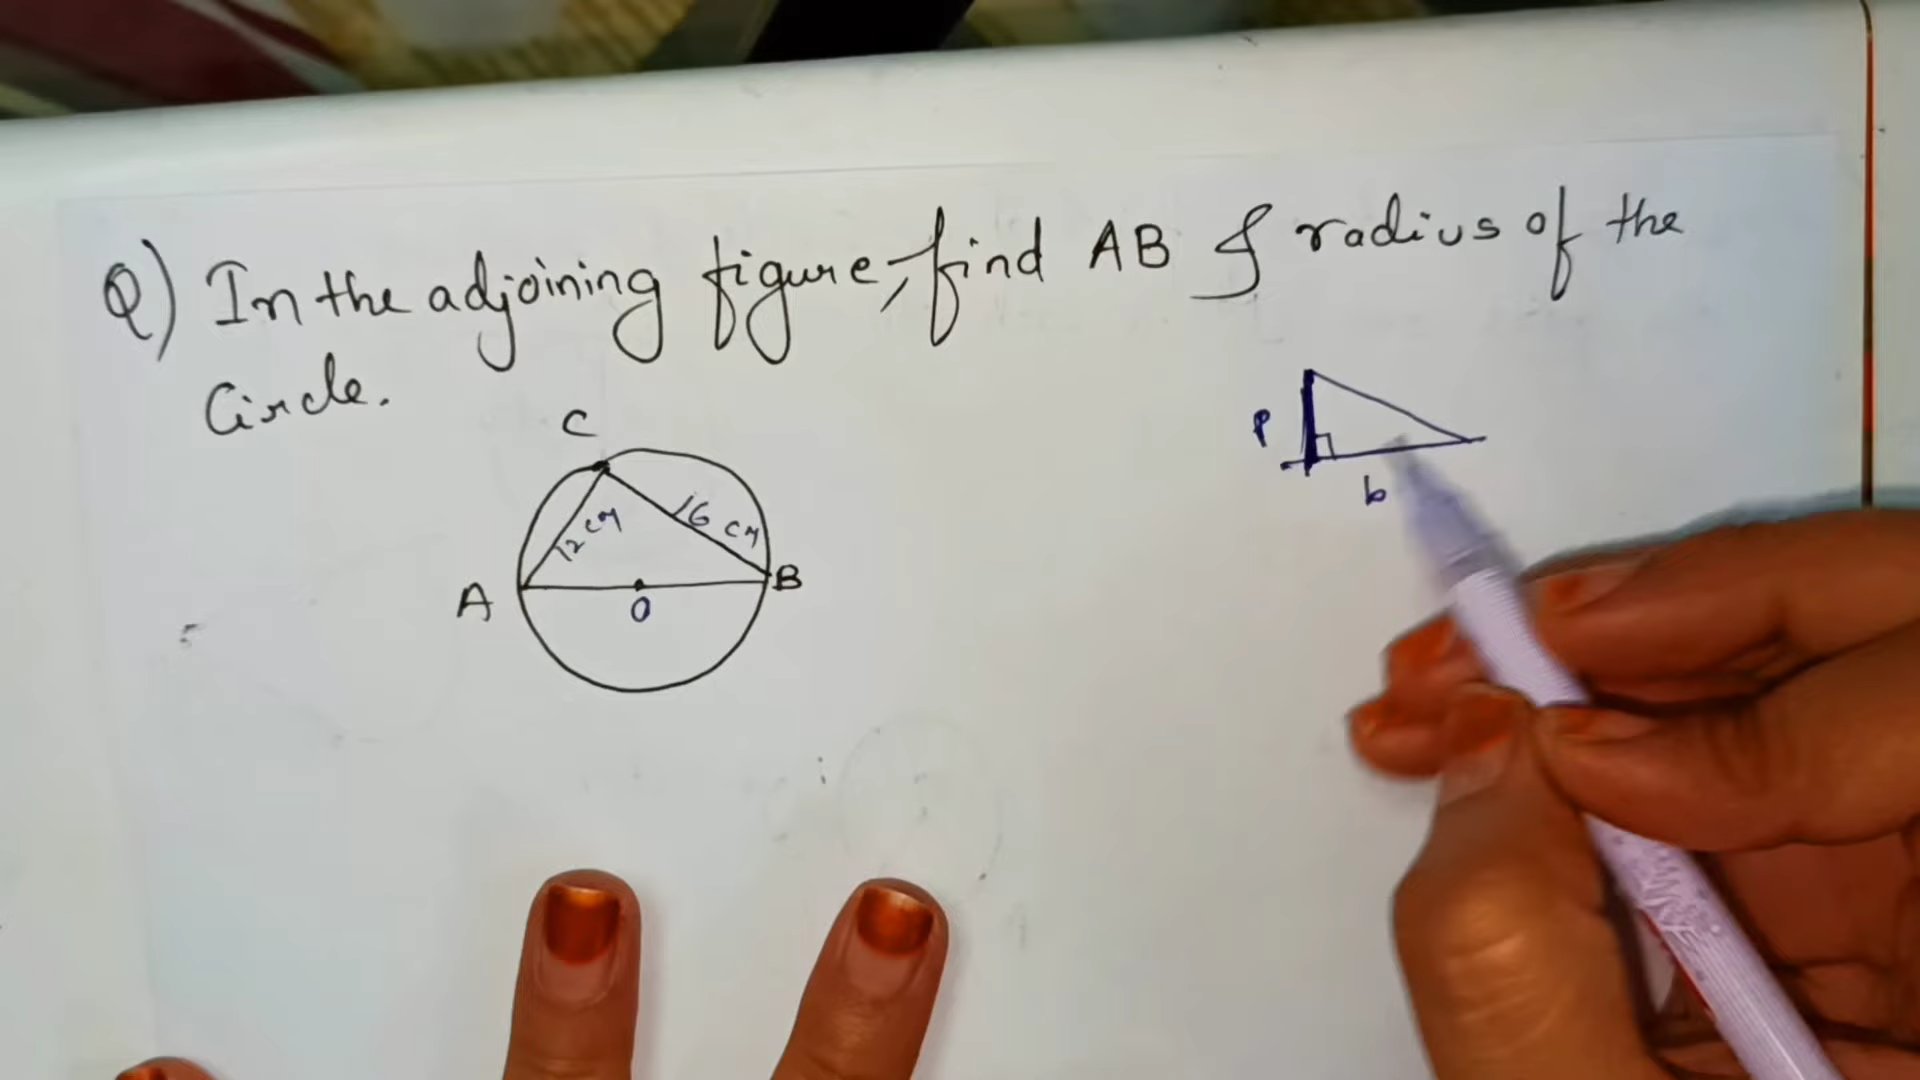 Q) In the adjoining figure, find AB & radius of the
Circle.
C
P
12 cm
16 cm
b
A
O
B